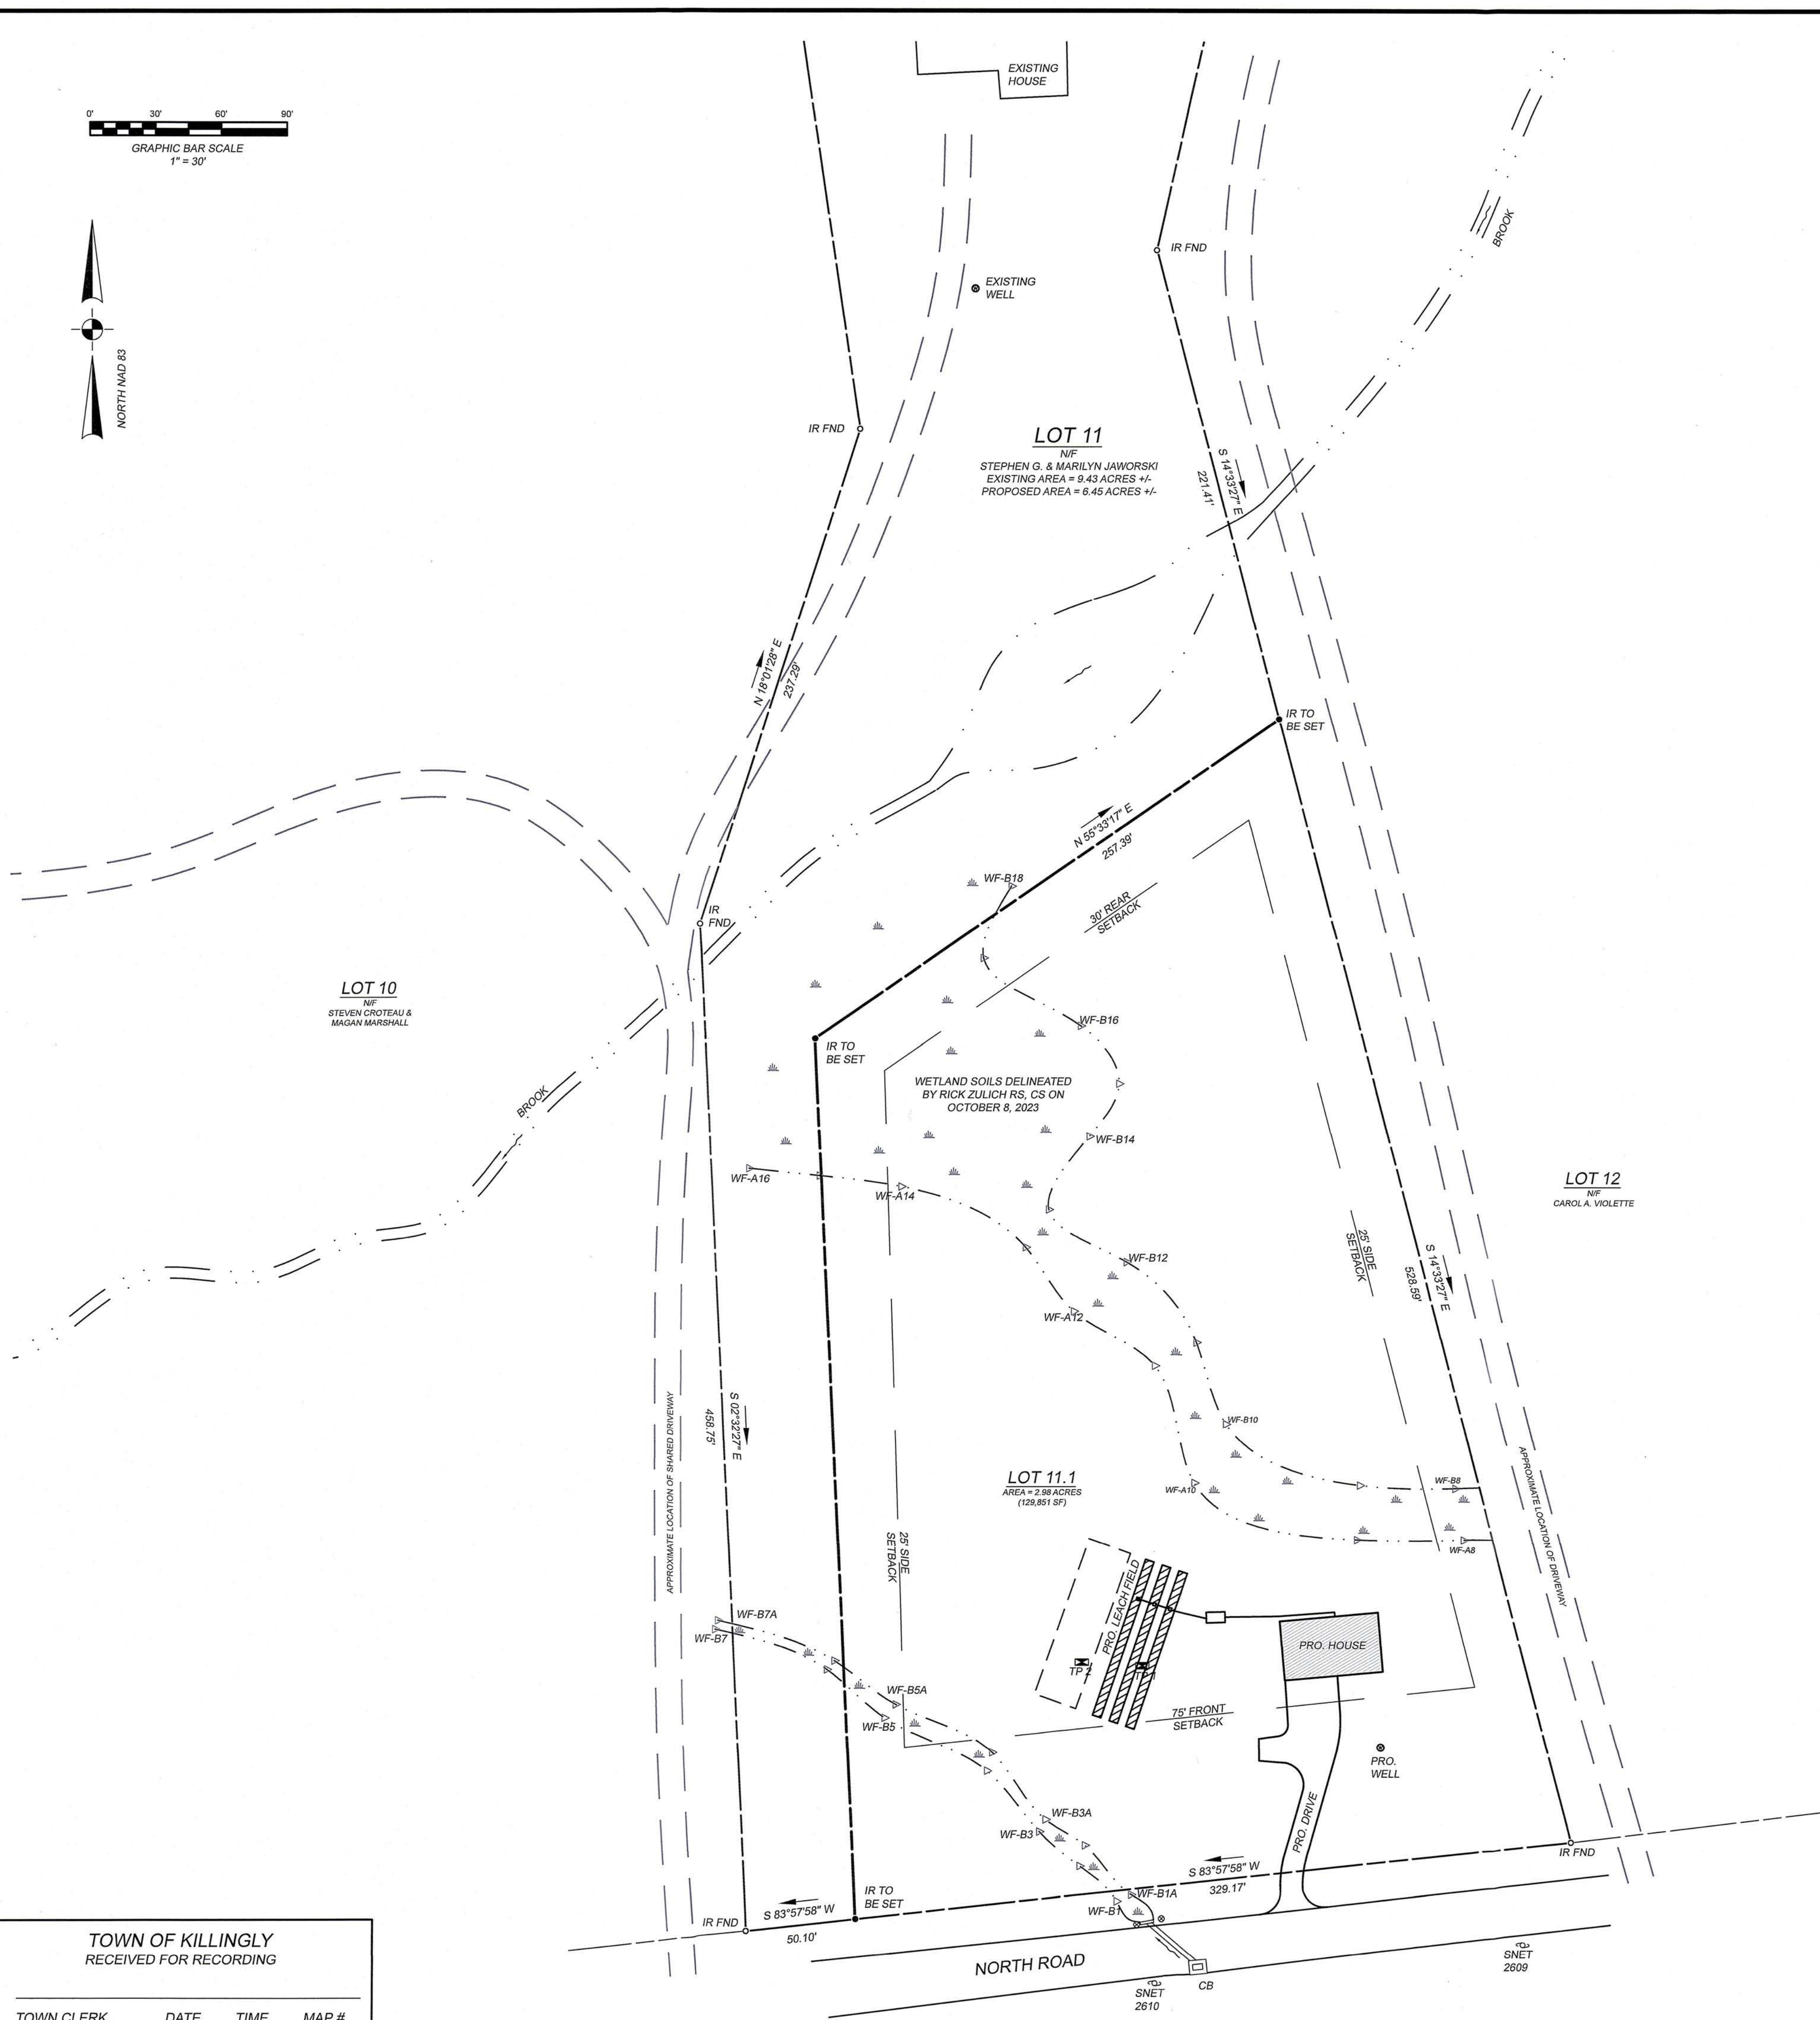 0' 30' 60' 90'
GRAPHIC BAR SCALE
1" = 30'
NORTH NAD 83
EXISTING
HOUSE
IR FND
EXISTING
WELL
BROOK
IR FND
LOT 11
N/F
STEPHEN G. & MARILYN JAWORSKI
EXISTING AREA = 9.43 ACRES +/-
PROPOSED AREA = 6.45 ACRES +/-
S 14°33'27" E
221.41'
N 18°01'28" E
237.29'
IR TO
BE SET
N 55°33'17" E
257.39'
WF-B18
30' REAR
SETBACK
IR
FND
LOT 10
N/F
STEVEN CROTEAU &
MAGAN MARSHALL
WF-B16
IR TO
BE SET
WETLAND SOILS DELINEATED
BY RICK ZULICH RS, CS ON
OCTOBER 8, 2023
BROOK
WF-B14
WF-A16
WF-A14
LOT 12
N/F
CAROL A. VIOLETTE
WF-B12
25' SIDE
SETBACK
S 14°33'27" E
528.59'
WF-A12
S 02°32'27" E
458.75'
APPROXIMATE LOCATION OF SHARED DRIVEWAY
WF-B10
LOT 11.1
AREA = 2.98 ACRES
(129,851 SF)
WF-A10
WF-B8
WF-A8
APPROXIMATE LOCATION OF DRIVEWAY
25' SIDE
SETBACK
PRO. LEACH FIELD
TP 2
TP 1
PRO. HOUSE
WF-B7A
WF-B7
WF-B5A
WF-B5
75' FRONT
SETBACK
PRO.
WELL
WF-B3A
WF-B3
PRO. DRIVE
IR FND
S 83°57'58" W
329.17'
IR TO
BE SET
WF-B1A
WF-B1
IR FND
S 83°57'58" W
50.10'
NORTH ROAD
CB
SNET
2610
SNET
2609
TOWN OF KILLINGLY
RECEIVED FOR RECORDING
TOWN CLERK DATE TIME MAP #